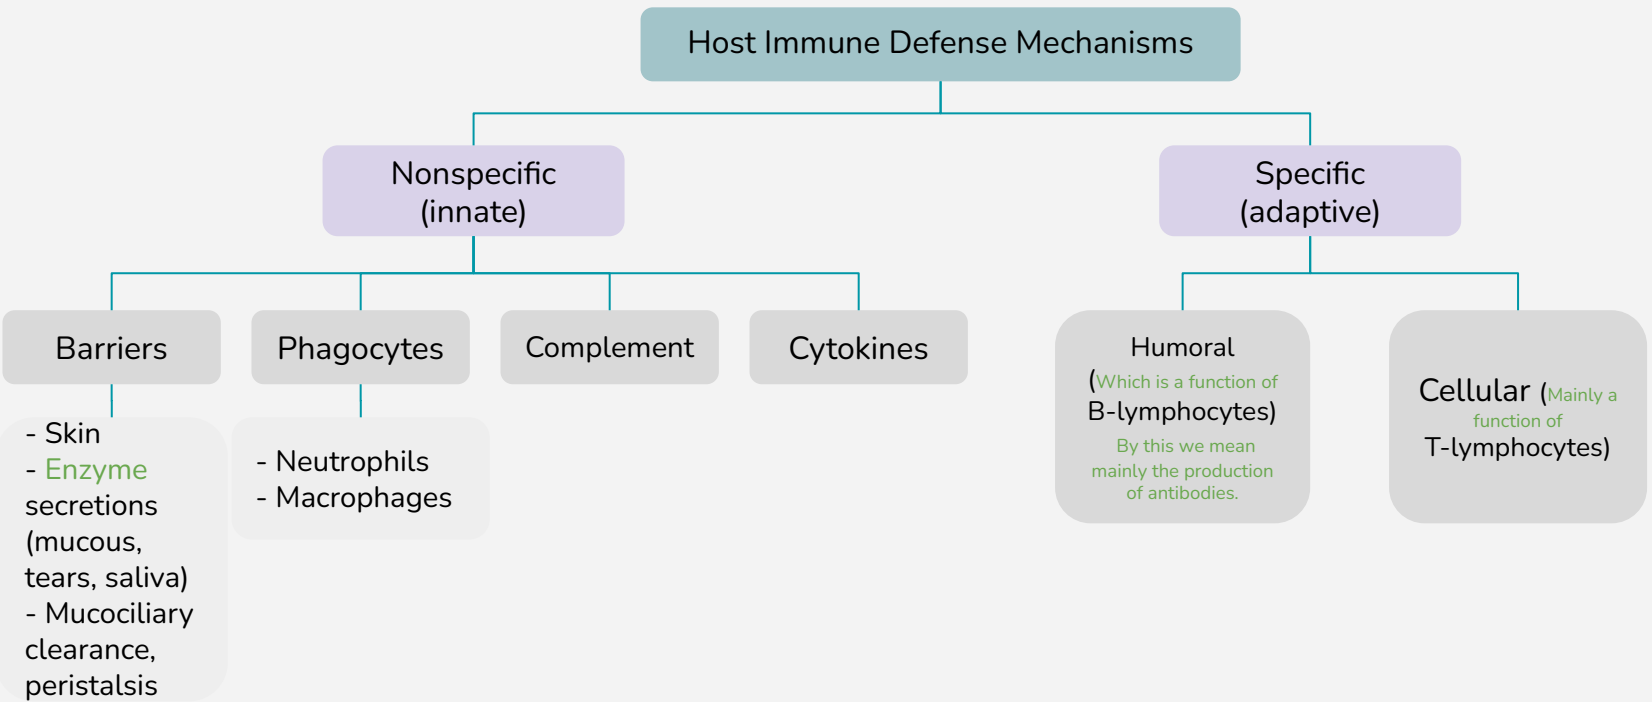 Host Immune Defense Mechanisms
Nonspecific
(innate)
Specific
(adaptive)
Barriers
Phagocytes
Complement
Cytokines
Humoral
(Which is a function of
B-lymphocytes)
By this we mean
mainly the production
of antibodies.
Cellular (Mainly a
function of
T-lymphocytes)
- Skin
- Enzyme
secretions
(mucous,
tears, saliva)
- Mucociliary
clearance,
peristalsis
- Neutrophils
- Macrophages